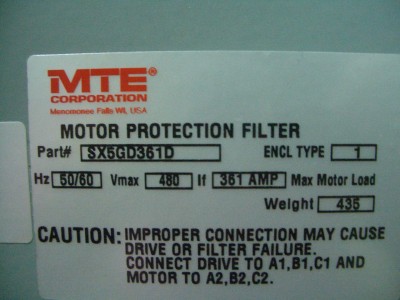 MTE®
CORPORATION
Menomonee Falls WI, USA
MOTOR PROTECTION FILTER
Part# SX5GD361D ENCL TYPE 1
Hz 50/60 Vmax 480 If 361 AMP Max Motor Load
Weight 435
CAUTION: IMPROPER CONNECTION MAY CAUSE
DRIVE OR FILTER FAILURE.
CONNECT DRIVE TO A1,B1,C1 AND
MOTOR TO A2,B2,C2.